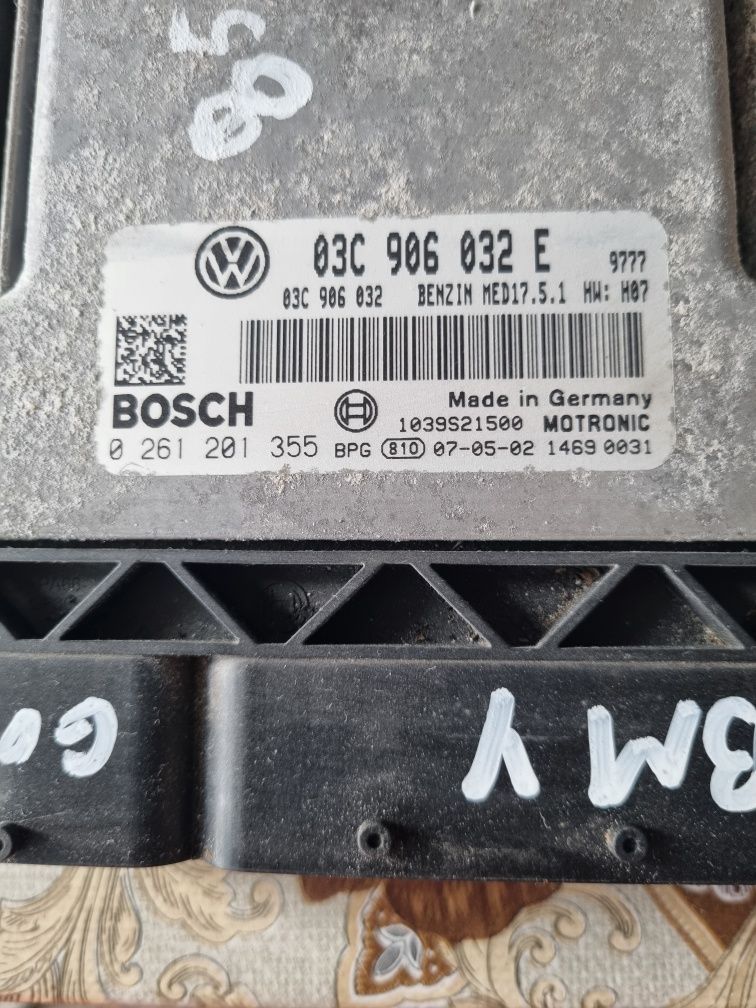 5
80
03C 906 032 E 9777
03C 906 032 BENZIN MED17.5.1 HW: H07
BOSCH
Made in Germany
1039S21500 MOTRONIC
0 261 201 355 BPG 810 07-05-02 1469 0031
BMY
GO